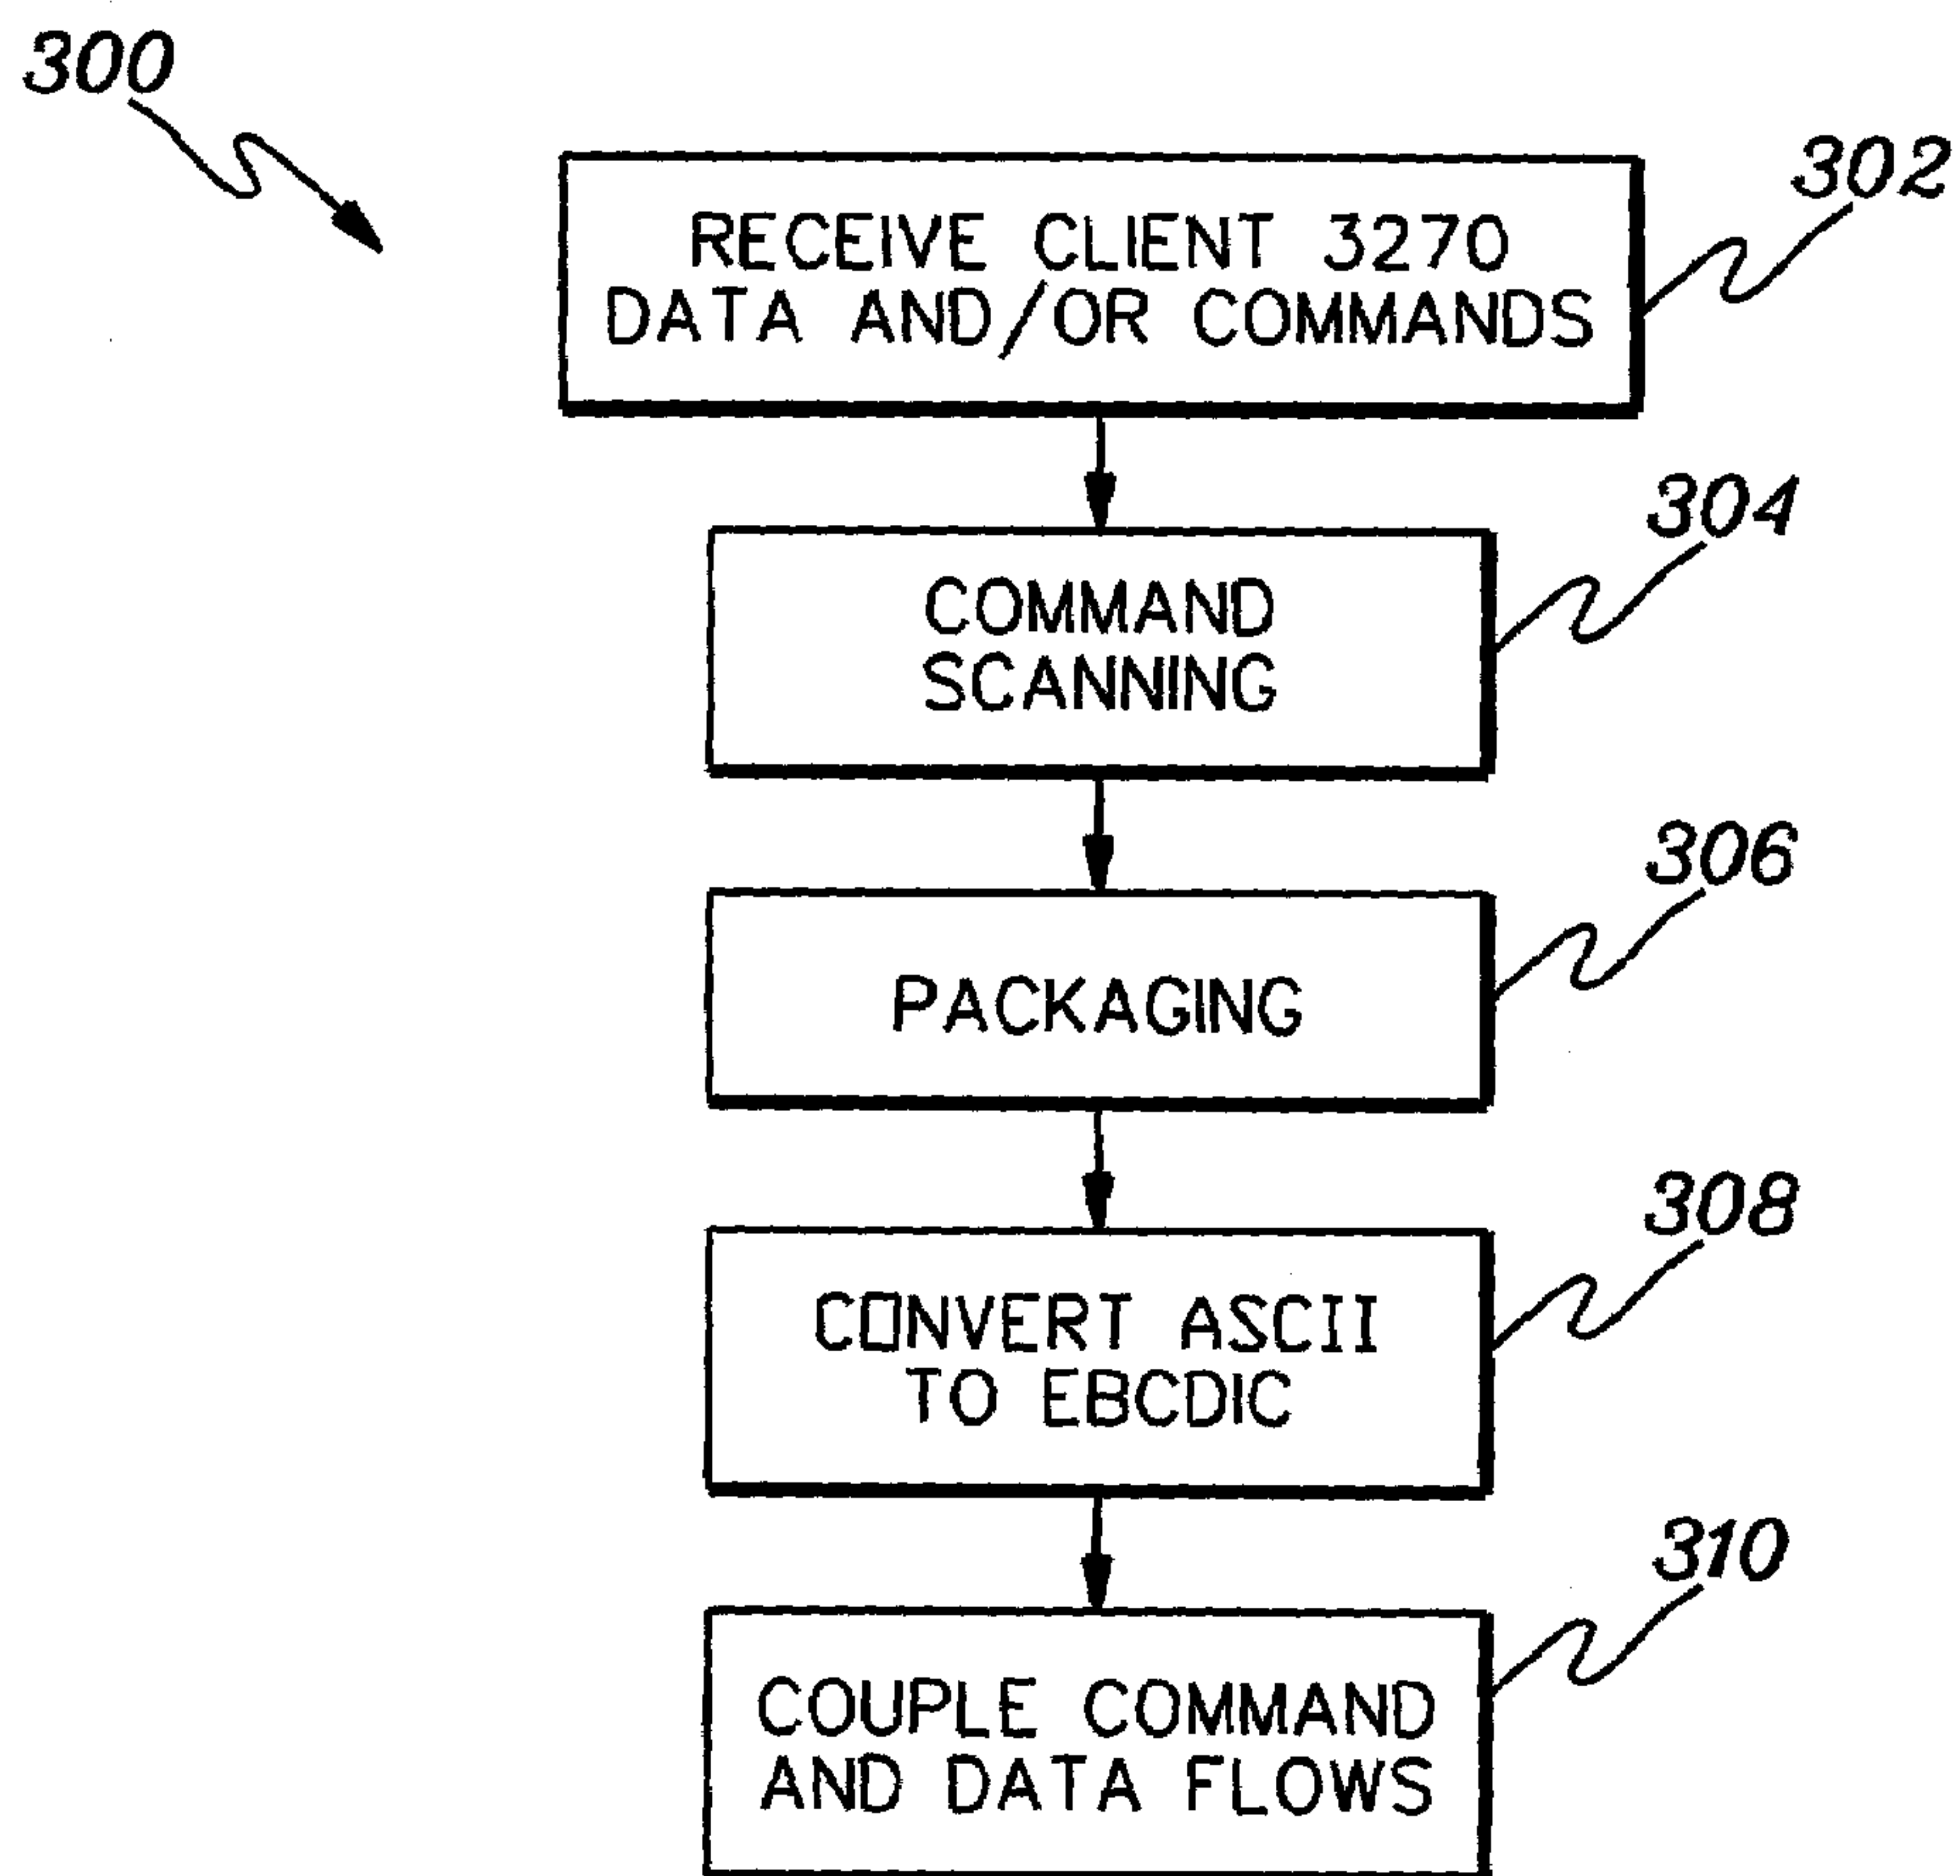 300
302
RECEIVE CLIENT 3270
DATA AND/OR COMMANDS
304
COMMAND
SCANNING
306
PACKAGING
308
CONVERT ASCII
TO EBCDIC
310
COUPLE COMMAND
AND DATA FLOWS